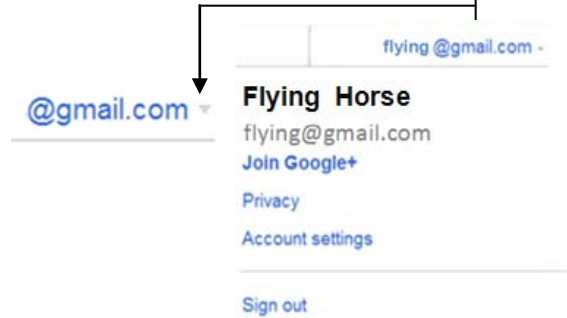 flying @gmail.com
@gmail.com
Flying Horse
flying@gmail.com
Join Google+
Privacy
Account settings
Sign out